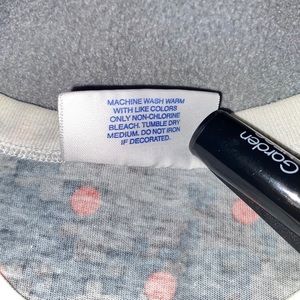 MACHINE WASH WARM
WITH LIKE COLORS
ONLY NON-CHLORINE
BLEACH. TUMBLE DRY
MEDIUM. DO NOT IRON
IF DECORATED.
Garden